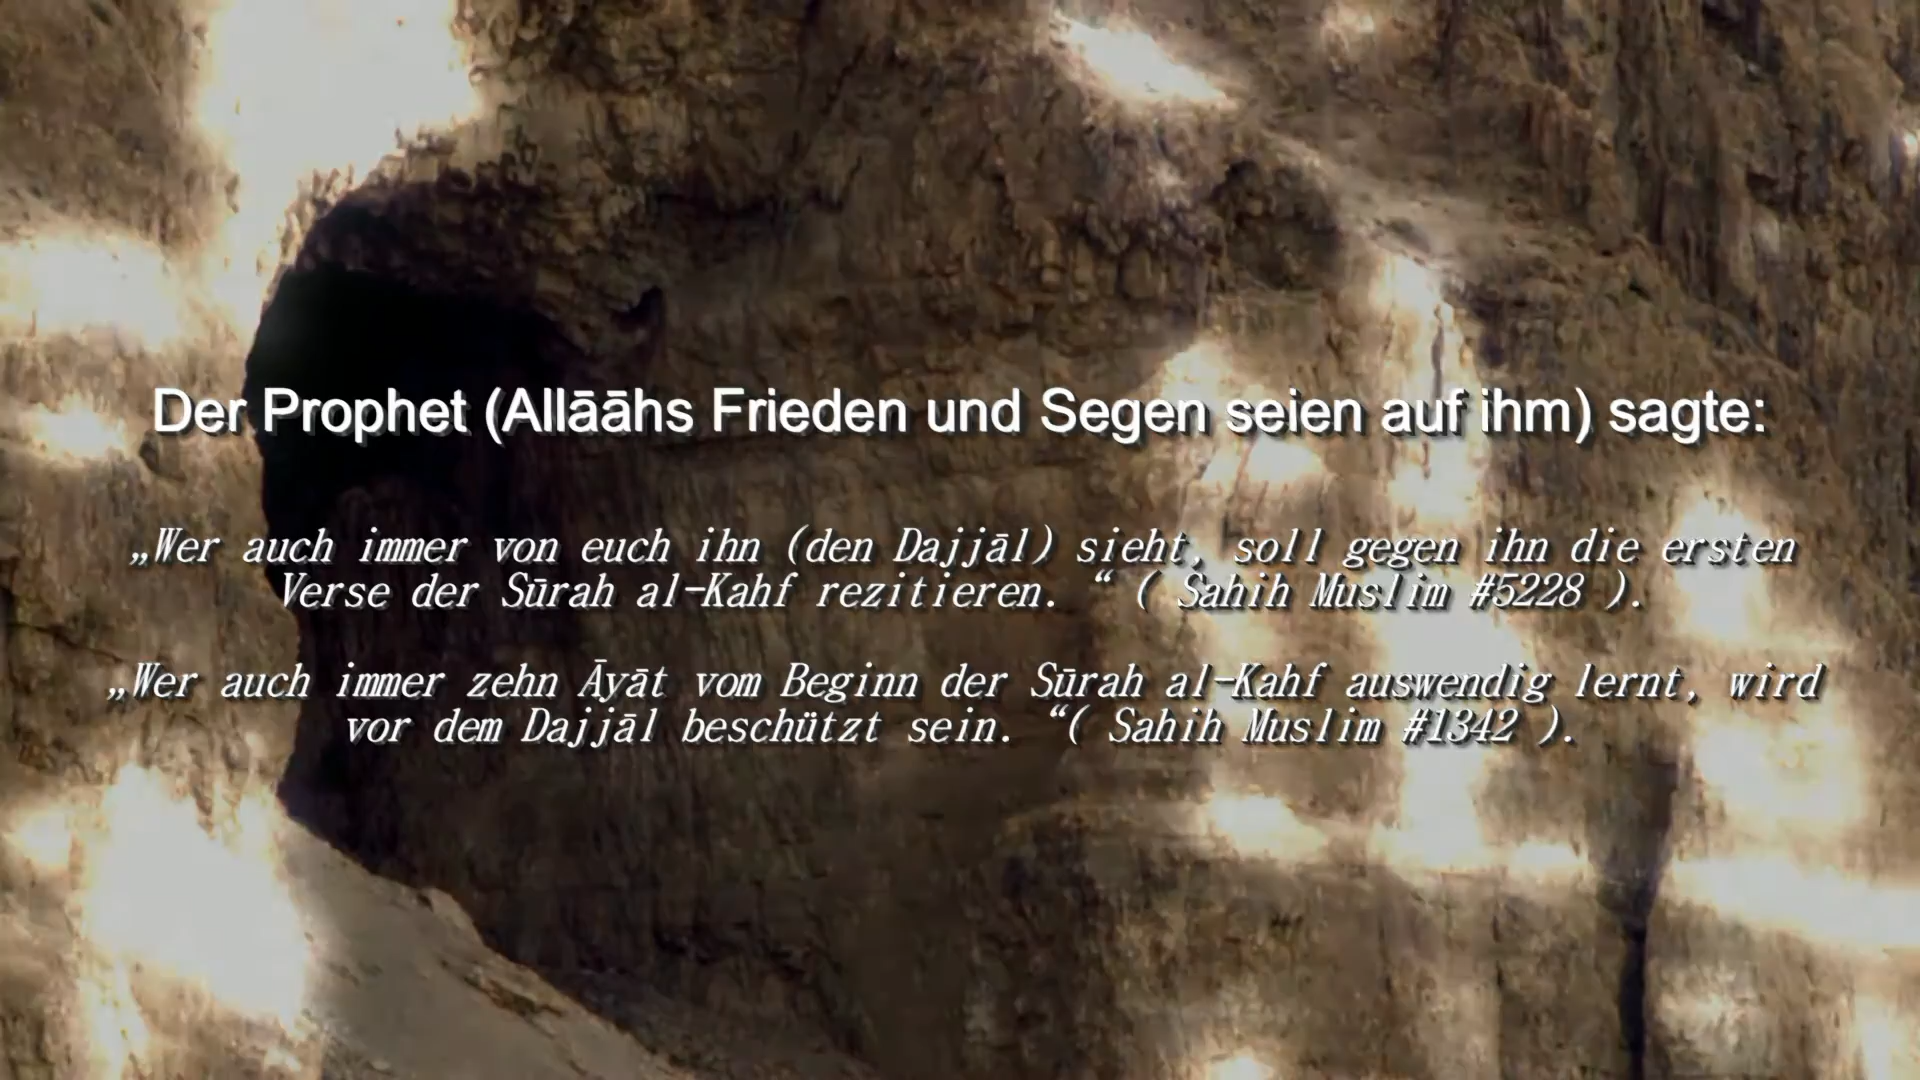 Der Prophet (Allāāhs Frieden und Segen seien auf ihm) sagte:
„Wer auch immer von euch ihn (den Dajjāl) sieht, soll gegen ihn die ersten
Verse der Sūrah al-Kahf rezitieren. “ ( Sahih Muslim #5228 ).
„Wer auch immer zehn Āyāt vom Beginn der Sūrah al-Kahf auswendig lernt, wird
vor dem Dajjāl beschützt sein. “( Sahih Muslim #1342 ).